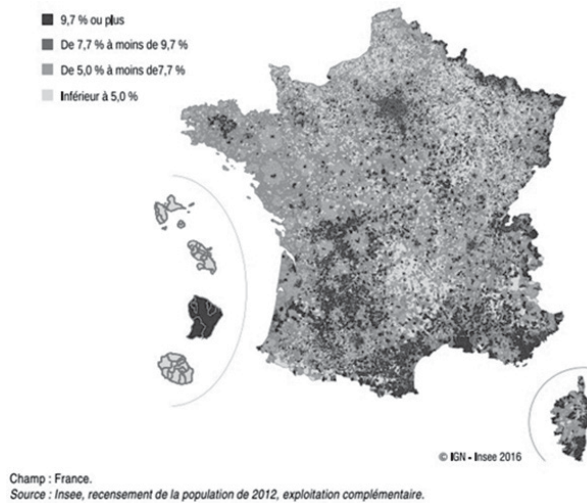 9,7 % ou plus
De 7,7 % à moins de 9,7 %
De 5,0 % à moins de7,7 %
Inférieur à 5,0 %
© IGN - Insee 2016
Champ : France.
Source : Insee, recensement de la population de 2012, exploitation complémentaire.